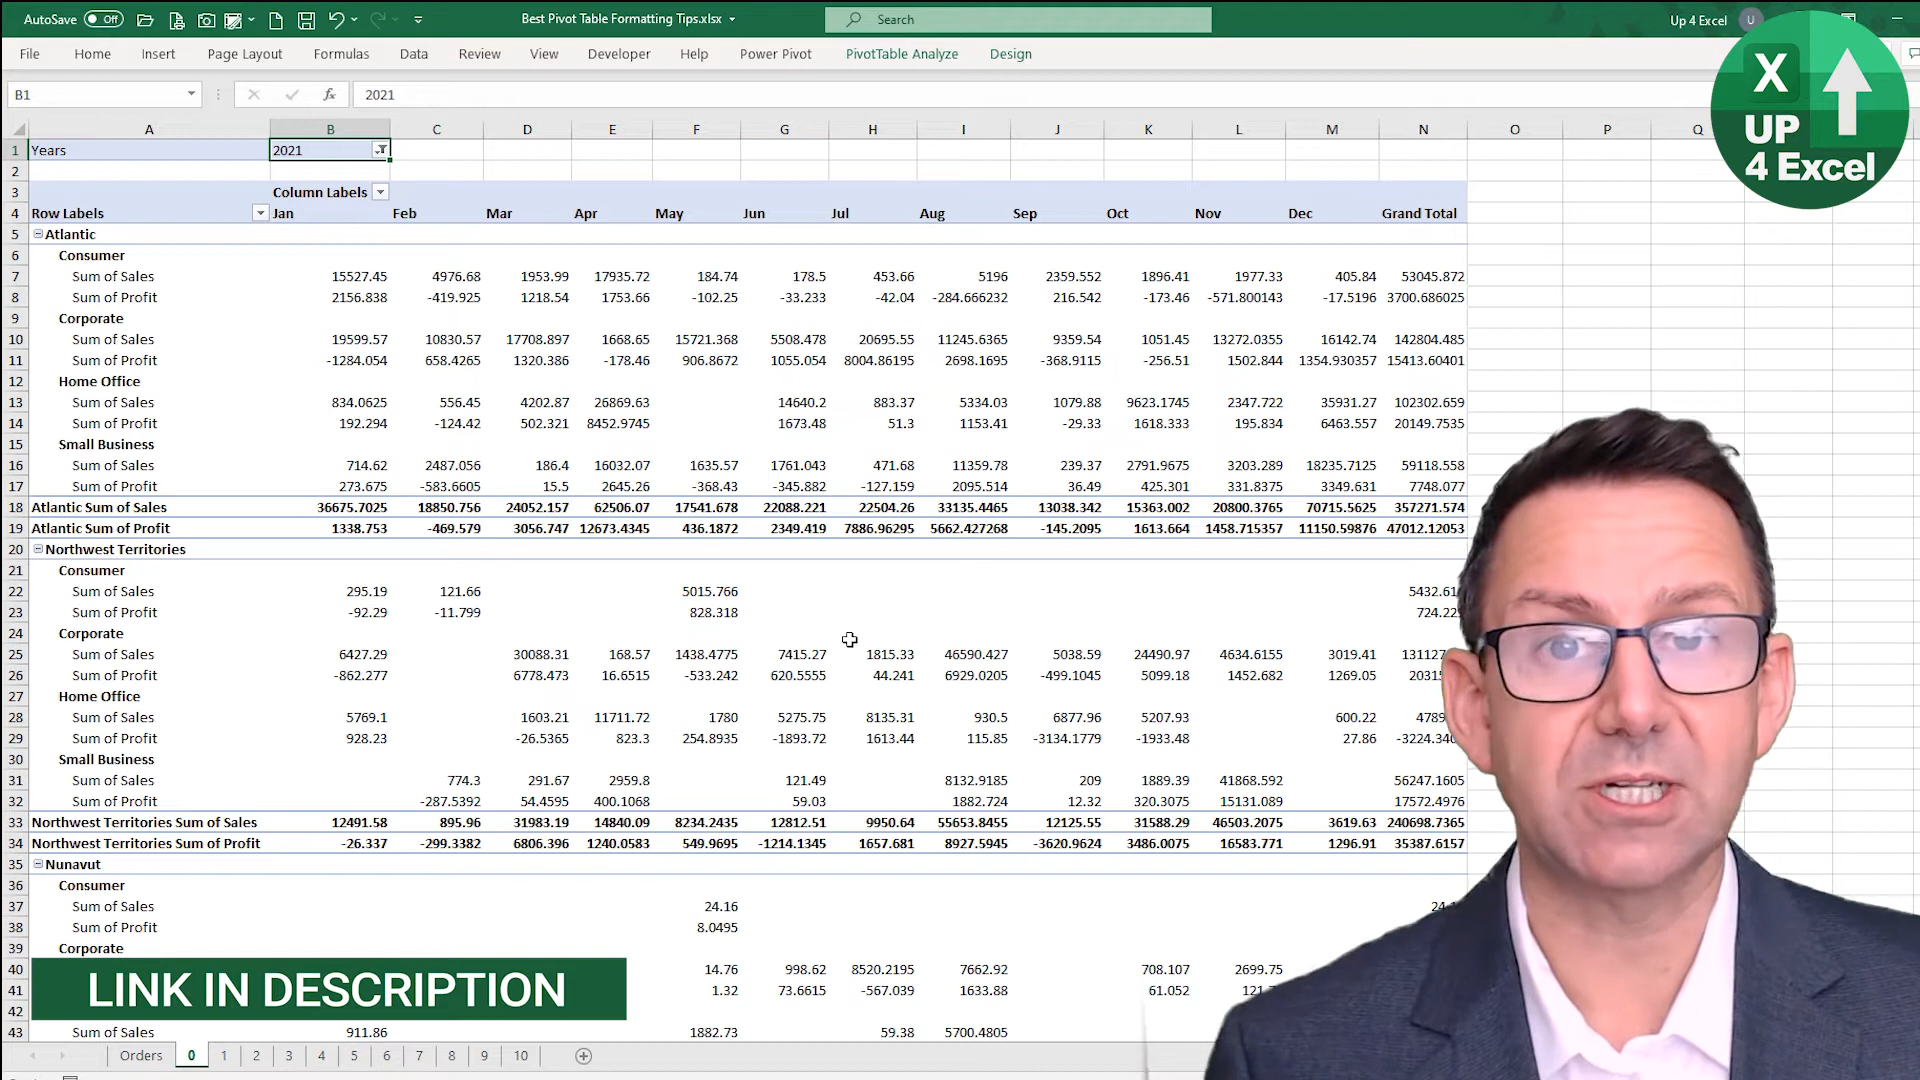 AutoSave Off Best Pivot Table Formatting Tips.xlsx Search Up 4 Excel U
File Home Insert Page Layout Formulas Data Review View Developer Help Power Pivot PivotTable Analyze Design
X
UP
4 Excel
B1 fx 2021
A B C D E F G H I J K L M N O P Q
1 Years 2021
2
3 Column Labels
4 Row Labels Jan Feb Mar Apr May Jun Jul Aug Sep Oct Nov Dec Grand Total
5 Atlantic
6 Consumer
7 Sum of Sales 15527.45 4976.68 1953.99 17935.72 184.74 178.5 453.66 5196 2359.552 1896.41 1977.33 405.84 53045.872
8 Sum of Profit 2156.838 -419.925 1218.54 1753.66 -102.25 -33.233 -42.04 -284.666232 216.542 -173.46 -571.800143 -17.5196 3700.686025
9 Corporate
10 Sum of Sales 19599.57 10830.57 17708.897 1668.65 15721.368 5508.478 20695.55 11245.6365 9359.54 1051.45 13272.0355 16142.74 142804.485
11 Sum of Profit -1284.054 658.4265 1320.386 -178.46 906.8672 1055.054 8004.86195 2698.1695 -368.9115 -256.51 1502.844 1354.930357 15413.60401
12 Home Office
13 Sum of Sales 834.0625 556.45 4202.87 26869.63 14640.2 883.37 5334.03 1079.88 9623.1745 2347.722 35931.27 102302.659
14 Sum of Profit 192.294 -124.42 502.321 8452.9745 1673.48 51.3 1153.41 -29.33 1618.333 195.834 6463.557 20149.7535
15 Small Business
16 Sum of Sales 714.62 2487.056 186.4 16032.07 1635.57 1761.043 471.68 11359.78 239.37 2791.9675 3203.289 18235.7125 59118.558
17 Sum of Profit 273.675 -583.6605 15.5 2645.26 -368.43 -345.882 -127.159 2095.514 36.49 425.301 331.8375 3349.631 7748.077
18 Atlantic Sum of Sales 36675.7025 18850.756 24052.157 62506.07 17541.678 22088.221 22504.26 33135.4465 13038.342 15363.002 20800.3765 70715.5625 357271.574
19 Atlantic Sum of Profit 1338.753 -469.579 3056.747 12673.4345 436.1872 2349.419 7886.96295 5662.427268 -145.2095 1613.664 1458.715357 11150.59876 47012.12053
20 Northwest Territories
21 Consumer
22 Sum of Sales 295.19 121.66 5015.766 5432.61
23 Sum of Profit -92.29 -11.799 828.318 724.22
24 Corporate
25 Sum of Sales 6427.29 30088.31 168.57 1438.4775 7415.27 1815.33 46590.427 5038.59 24490.97 4634.6155 3019.41 13112
26 Sum of Profit -862.277 6778.473 16.6515 -533.242 620.5555 44.241 6929.0205 -499.1045 5099.18 1452.682 1269.05 2031
27 Home Office
28 Sum of Sales 5769.1 1603.21 11711.72 1780 5275.75 8135.31 930.5 6877.96 5207.93 600.22 4789
29 Sum of Profit 928.23 -26.5365 823.3 254.8935 -1893.72 1613.44 115.85 -3134.1779 -1933.48 27.86 -3224.34
30 Small Business
31 Sum of Sales 774.3 291.67 2959.8 121.49 8132.9185 209 1889.39 41868.592 56247.1605
32 Sum of Profit -287.5392 54.4595 400.1068 59.03 1882.724 12.32 320.3075 15131.089 17572.4976
33 Northwest Territories Sum of Sales 12491.58 895.96 31983.19 14840.09 8234.2435 12812.51 9950.64 55653.8455 12125.55 31588.29 46503.2075 3619.63 240698.7365
34 Northwest Territories Sum of Profit -26.337 -299.3382 6806.396 1240.0583 549.9695 -1214.1345 1657.681 8927.5945 -3620.9624 3486.0075 16583.771 1296.91 35387.6157
35 Nunavut
36 Consumer
37 Sum of Sales 24.16 24.1
38 Sum of Profit 8.0495
39 Corporate
40 14.76 998.62 8520.2195 7662.92 708.107 2699.75
41 1.32 73.6615 -567.039 1633.88 61.052 121.
42
LINK IN DESCRIPTION
43 Sum of Sales 911.86 1882.73 59.38 5700.4805
Orders 0 1 2 3 4 5 6 7 8 9 10